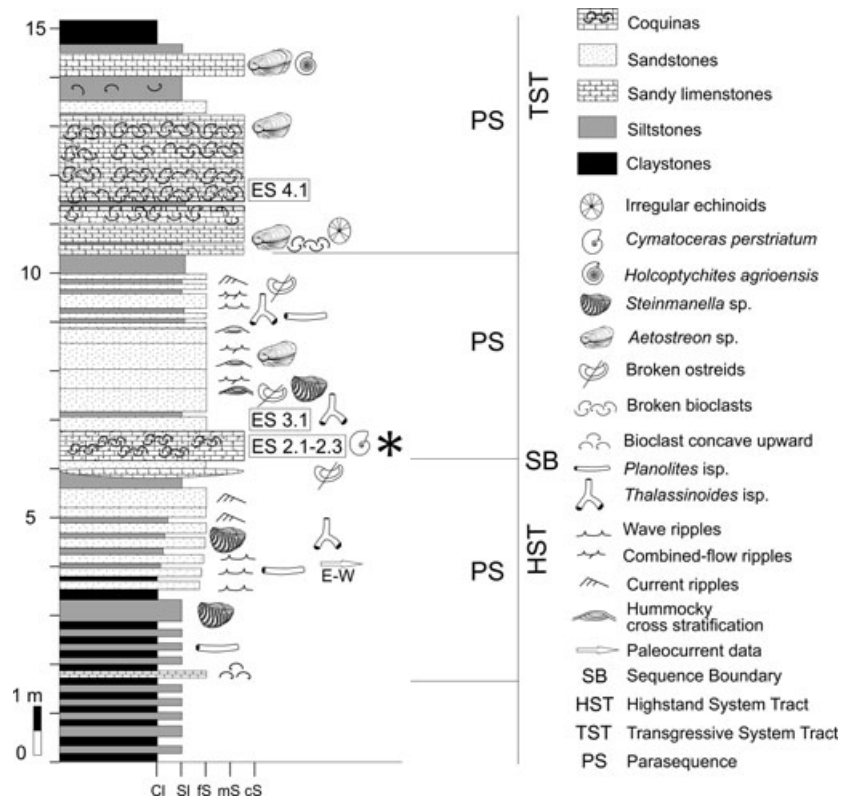 15
10
5
1 m
0
Cl
SI
fS
mS
cS
ES 4.1
ES 3.1
ES 2.1-2.3
*
E-W
PS
PS
PS
TST
SB
HST
Coquinas
Sandstones
Sandy limenstones
Siltstones
Claystones
Irregular echinoids
Cymatoceras perstriatum
Holcoptychites agrioensis
Steinmanella sp.
Aetostreon sp.
Broken ostreids
Broken bioclasts
Bioclast concave upward
Planolites isp.
Thalassinoides isp.
Wave ripples
Combined-flow ripples
Current ripples
Hummocky
cross stratification
Paleocurrent data
SB Sequence Boundary
HST Highstand System Tract
TST Transgressive System Tract
PS Parasequence